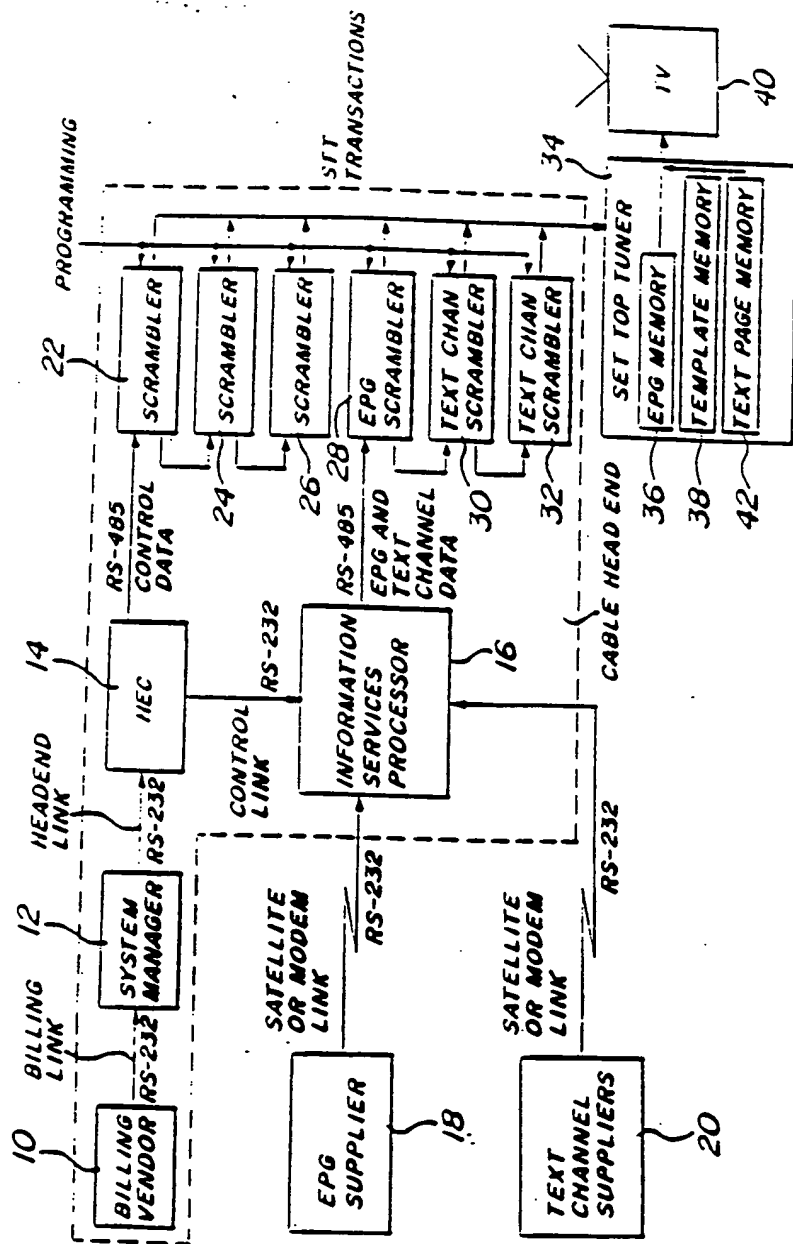 PROGRAMMING
STT
TRANSACTIONS
10
BILLING
VENDOR
BILLING
LINK
RS-232
12
SYSTEM
MANAGER
HEADEND
LINK
RS-232
14
HEC
RS-485
CONTROL
DATA
22
SCRAMBLER
24
SCRAMBLER
26
SCRAMBLER
28
EPG
SCRAMBLER
30
TEXT CHAN
SCRAMBLER
32
TEXT CHAN
SCRAMBLER
CONTROL
LINK
RS-232
INFORMATION
SERVICES
PROCESSOR
16
RS-485
EPG AND
TEXT
CHANNEL
DATA
CABLE HEAD END
EPG
SUPPLIER
18
SATELLITE
OR MODEM
LINK
RS-232
TEXT
CHANNEL
SUPPLIERS
20
SATELLITE
OR MODEM
LINK
RS-232
34
SET TOP TUNER
EPG MEMORY
36
TEMPLATE MEMORY
38
TEXT PAGE MEMORY
42
TV
40